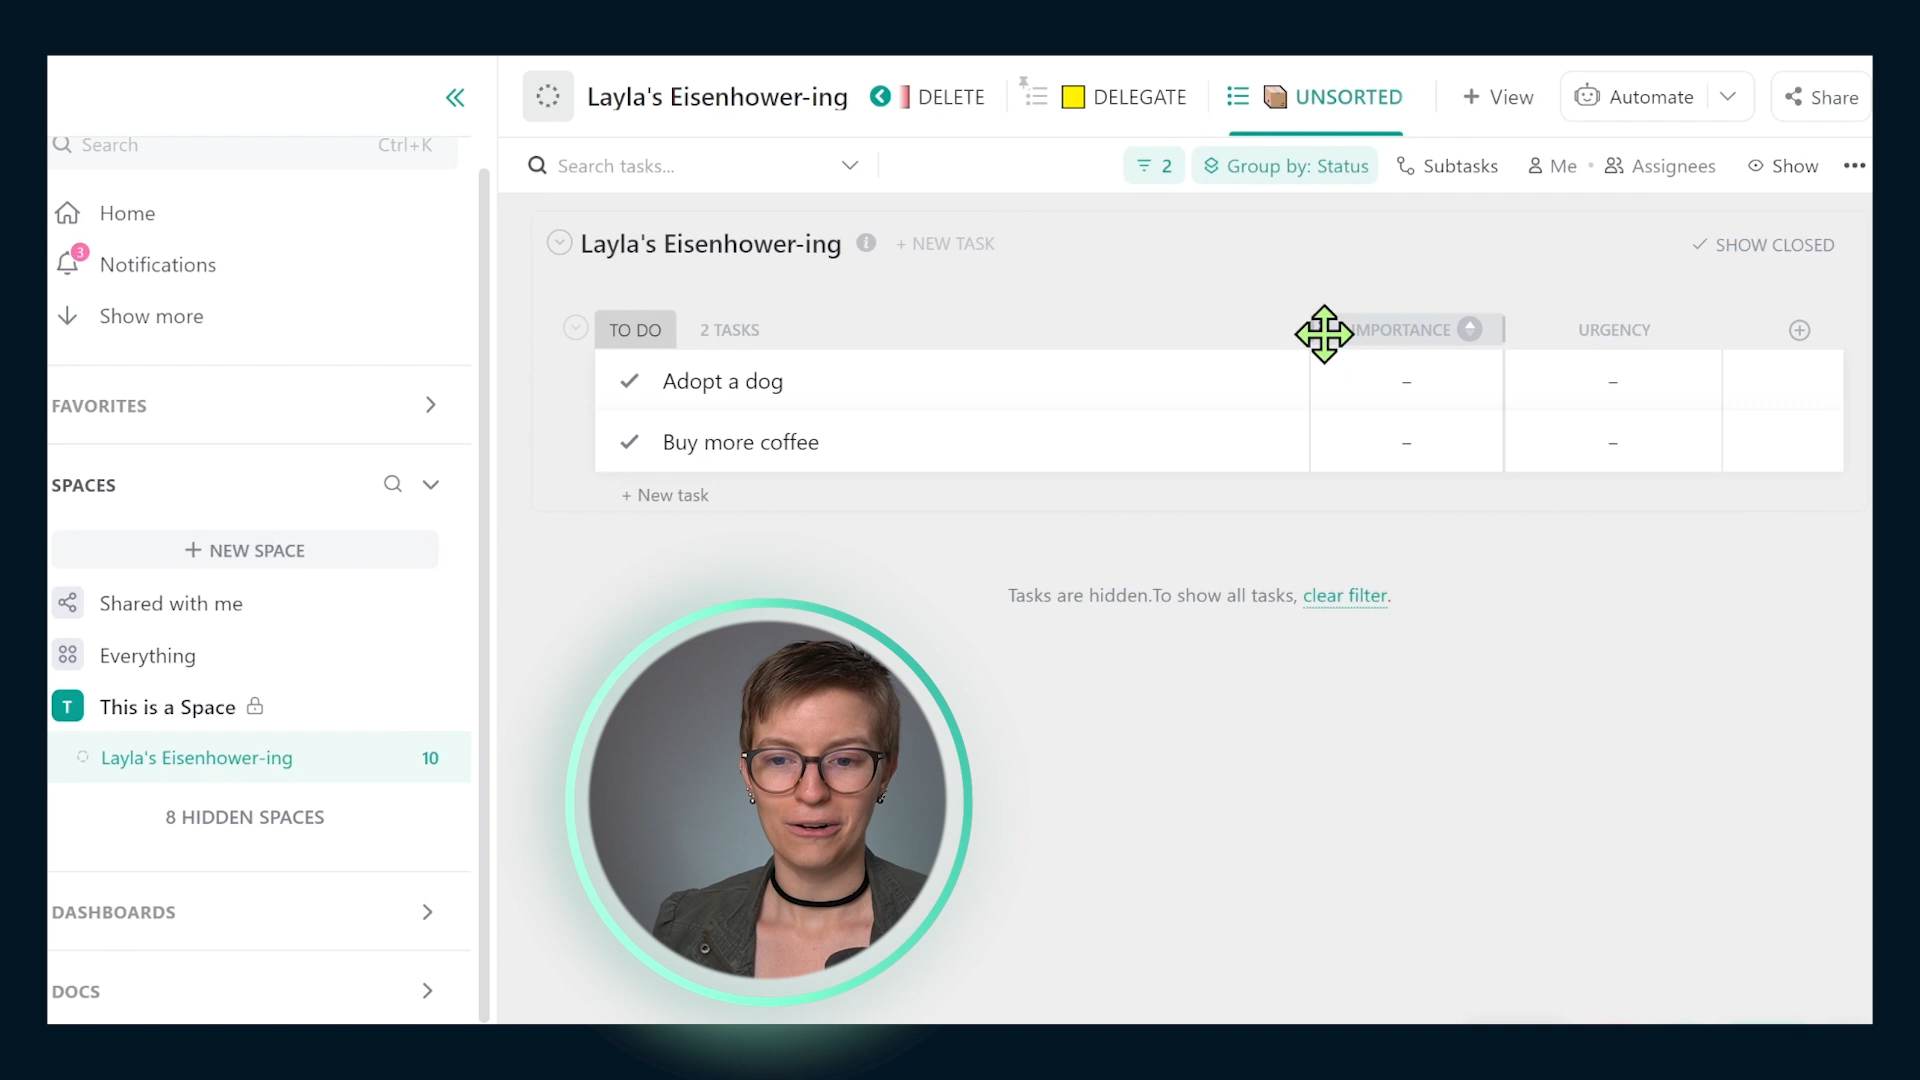 Search Ctrl+K
Home
3
Notifications
Show more
FAVORITES
SPACES
+ NEW SPACE
Shared with me
Everything
T This is a Space
Layla's Eisenhower-ing 10
8 HIDDEN SPACES
DASHBOARDS
DOCS
Layla's Eisenhower-ing DELETE DELEGATE UNSORTED + View Automate Share
Search tasks... 2 Group by: Status Subtasks Me • Assignees Show •••
Layla's Eisenhower-ing i + NEW TASK SHOW CLOSED
TO DO 2 TASKS IMPORTANCE URGENCY
Adopt a dog – –
Buy more coffee – –
+ New task
Tasks are hidden.To show all tasks, clear filter.